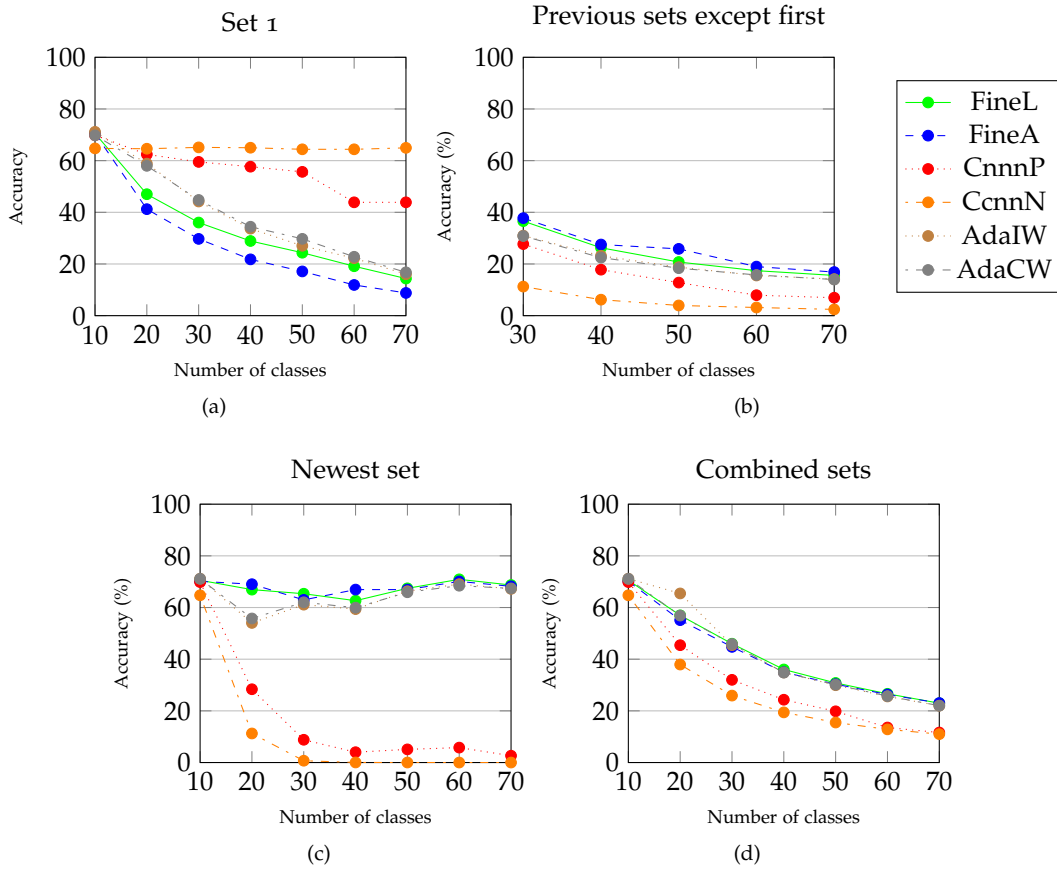 Set 1
Previous sets except first
100
80
60
40
20
0
Accuracy
10 20 30 40 50 60 70
Number of classes
(a)
100
80
60
40
20
0
Accuracy (%)
30 40 50 60 70
Number of classes
(b)
FineL
FineA
CnnnP
CcnnN
AdaIW
AdaCW
Newest set
Combined sets
100
80
60
40
20
0
Accuracy (%)
10 20 30 40 50 60 70
Number of classes
(c)
100
80
60
40
20
0
Accuracy (%)
10 20 30 40 50 60 70
Number of classes
(d)